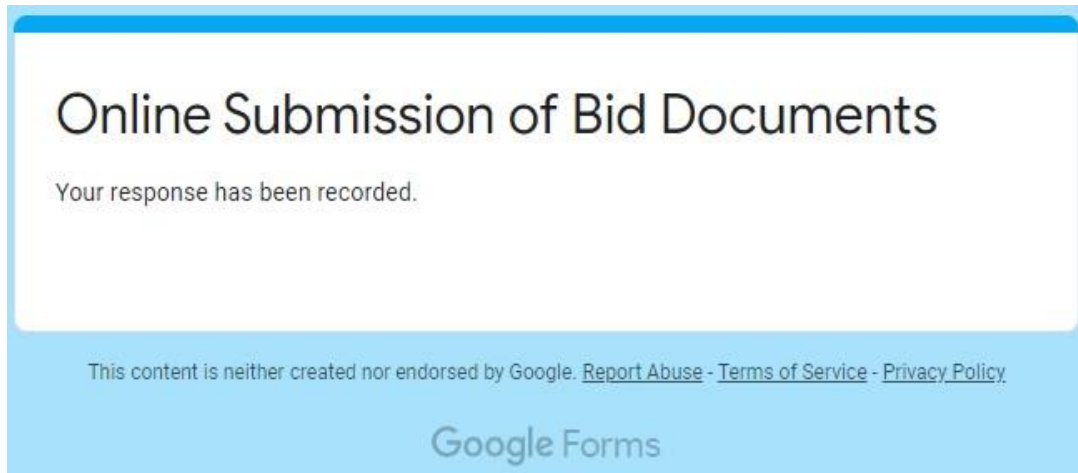 Online Submission of Bid Documents
Your response has been recorded.
This content is neither created nor endorsed by Google. Report Abuse - Terms of Service - Privacy Policy
Google Forms